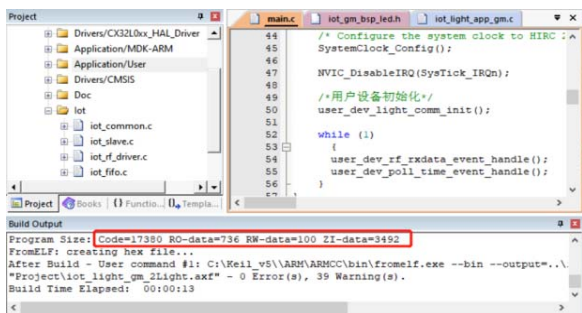 Project
Drivers/CX32L0xx_HAL_Driver
Application/MDK-ARM
Application/User
Drivers/CMSIS
Doc
Iot
iot_common.c
iot_slave.c
iot_rf_driver.c
iot_fifo.c
Project Books {} Functio... 0. Templa...
main.c iot_gm_bsp_led.h iot_light_app_gm.c
44 /* Configure the system clock to HIRC
45 SystemClock_Config();
46
47 NVIC_DisableIRQ(SysTick_IRQn);
48
49 /*用户设备初始化*/
50 user_dev_light_comm_init();
51
52 while (1)
53 {
54 user_dev_rf_rxdata_event_handle();
55 user_dev_poll_time_event_handle();
56 }
57
Build Output
Program Size: Code=17380 RO-data=736 RW-data=100 ZI-data=3492
FromELF: creating hex file...
After Build - User command #1: C:\Keil_v5\\ARM\ARMCC\bin\fromelf.exe --bin --output=..\.
"Project\iot_light_gm_2Light.axf" - 0 Error(s), 39 Warning(s).
Build Time Elapsed: 00:00:13